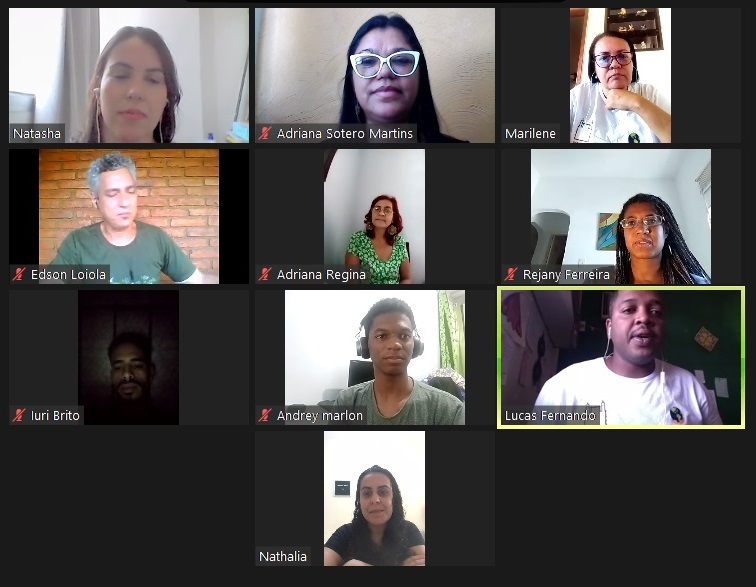 Natasha
Adriana Sotero Martins
Marilene
Edson Loiola
Adriana Regina
Rejany Ferreira
Iuri Brito
Andrey marlon
Lucas Fernando
Nathalia